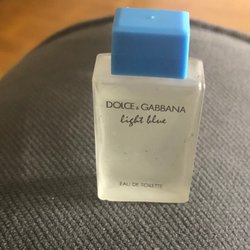 DOLCE & GABBANA
light blue
EAU DE TOILETTE